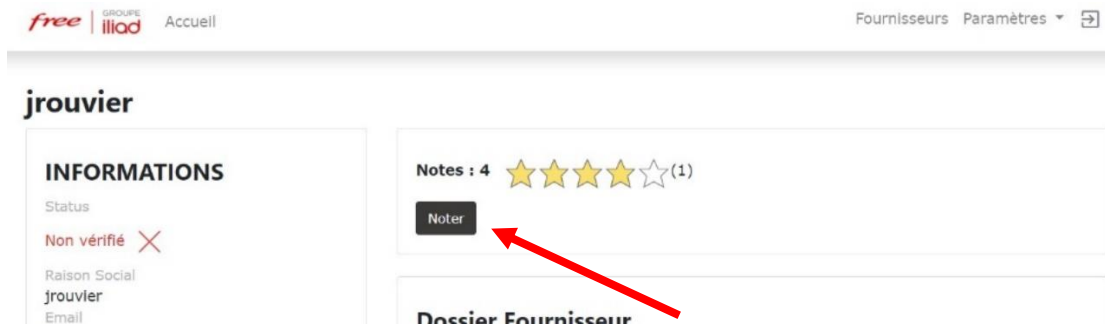 free | GROUPE iliad Accueil Fournisseurs Paramètres
jrouvier
INFORMATIONS
Status
Non vérifié
Raison Social
jrouvier
Email
Notes : 4 (1)
Noter
Dossier Fournisseur